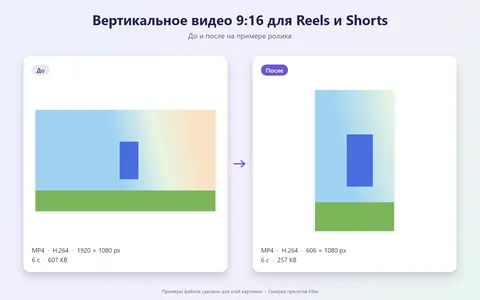 Вертикальное видео 9:16 для Reels и Shorts
До и после на примере ролика
До
После
MP4 · H.264 · 1920 × 1080 px
6 с · 607 KB
MP4 · H.264 · 606 × 1080 px
6 с · 257 KB
Примеры файлов сделаны для этой картинки · Галерея пресетов Filee